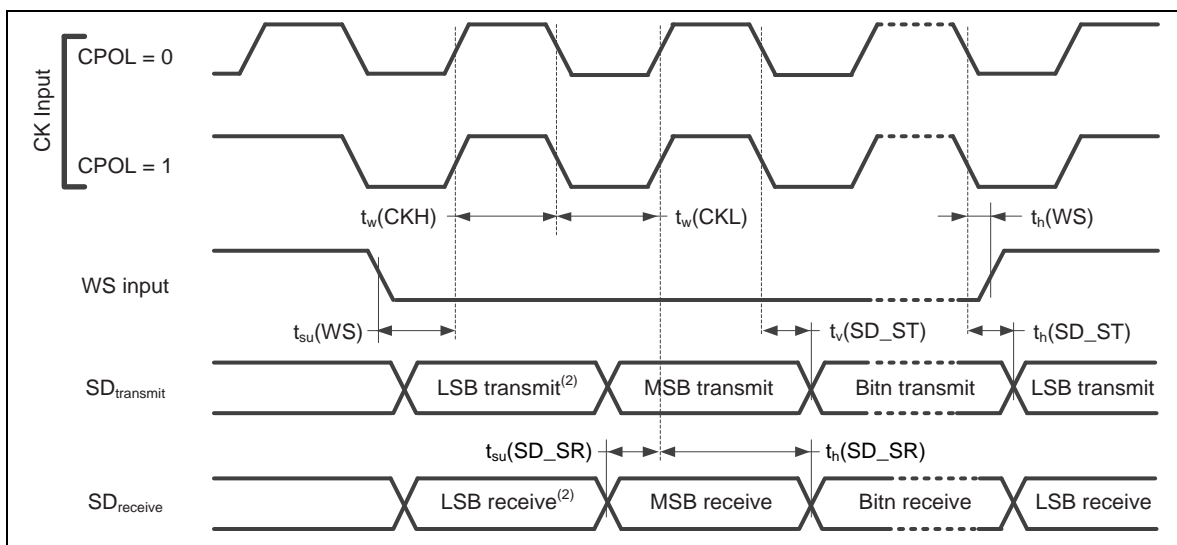 CK Input
CPOL = 0
CPOL = 1
tw(CKH)
tw(CKL)
th(WS)
WS input
tsu(WS)
tv(SD_ST)
th(SD_ST)
SDtransmit
LSB transmit(2)
MSB transmit
Bitn transmit
LSB transmit
tsu(SD_SR)
th(SD_SR)
SDreceive
LSB receive(2)
MSB receive
Bitn receive
LSB receive